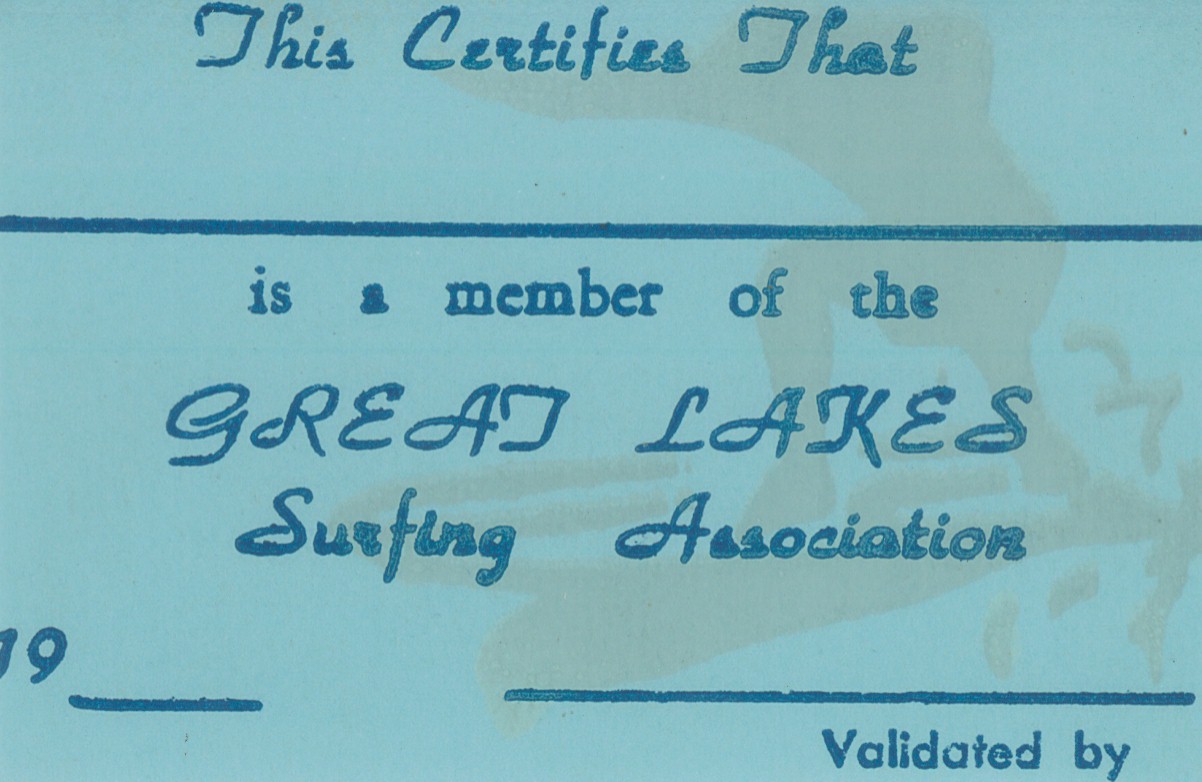 This Certifies That
is a member of the
GREAT LAKES
Surfing Association
19
Validated by